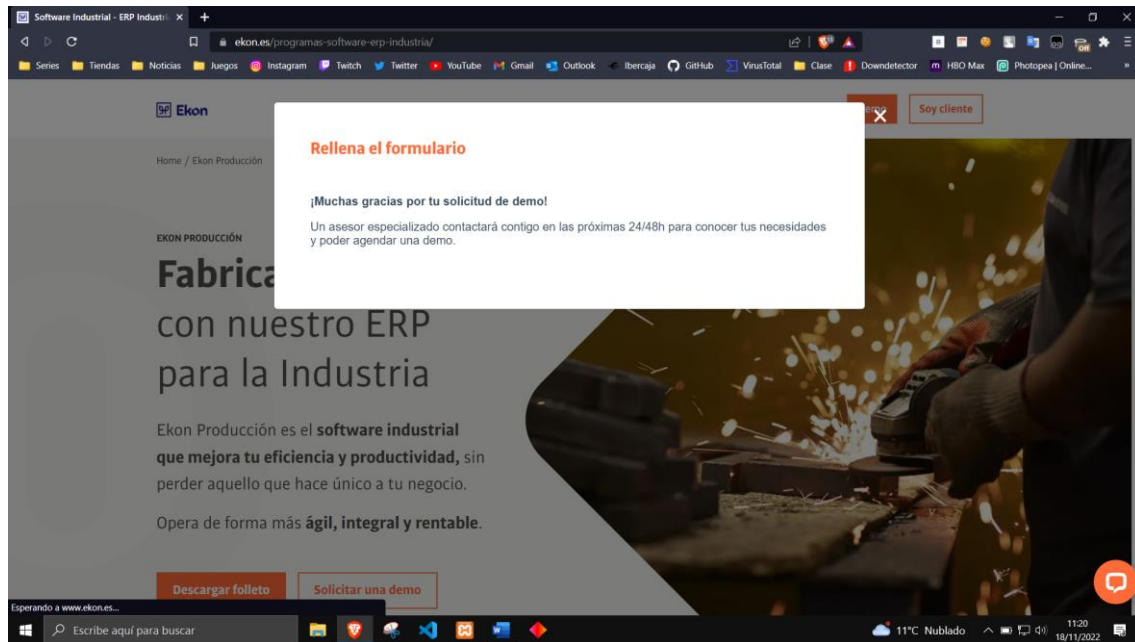 Software Industrial - ERP Industri
ekon.es/programas-software-erp-industria/
Series Tiendas Noticias Juegos Instagram Twitch Twitter YouTube Gmail Outlook Ibercaja GitHub VirusTotal Clase Downdetector HBO Max Photopea | Online... »
Ekon
Soy cliente
Rellena el formulario
Home / Ekon Producción
¡Muchas gracias por tu solicitud de demo!
Un asesor especializado contactará contigo en las próximas 24/48h para conocer tus necesidades
y poder agendar una demo.
EKON PRODUCCIÓN
Fabrica
con nuestro ERP
para la Industria
Ekon Producción es el software industrial
que mejora tu eficiencia y productividad, sin
perder aquello que hace único a tu negocio.
Opera de forma más ágil, integral y rentable.
Descargar folleto Solicitar una demo
Esperando a www.ekon.es...
Escribe aquí para buscar
11°C Nublado
11:20
18/11/2022